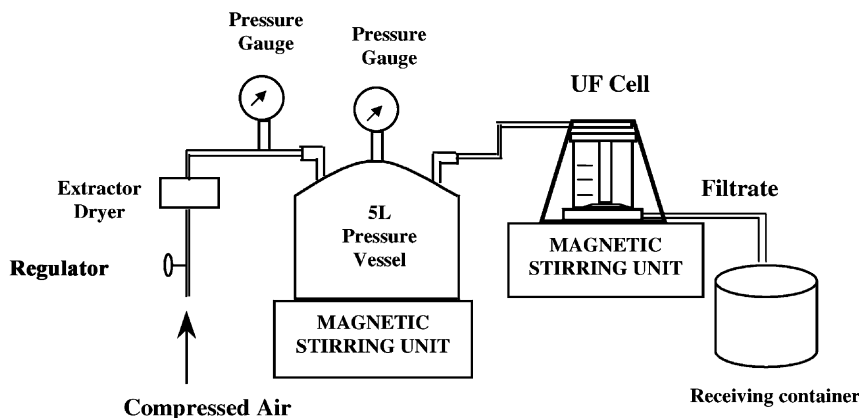 Pressure
Gauge
Pressure
Gauge
UF Cell
Extractor
Dryer
5L
Pressure
Vessel
Filtrate
Regulator
MAGNETIC
STIRRING UNIT
MAGNETIC
STIRRING UNIT
Compressed Air
Receiving container